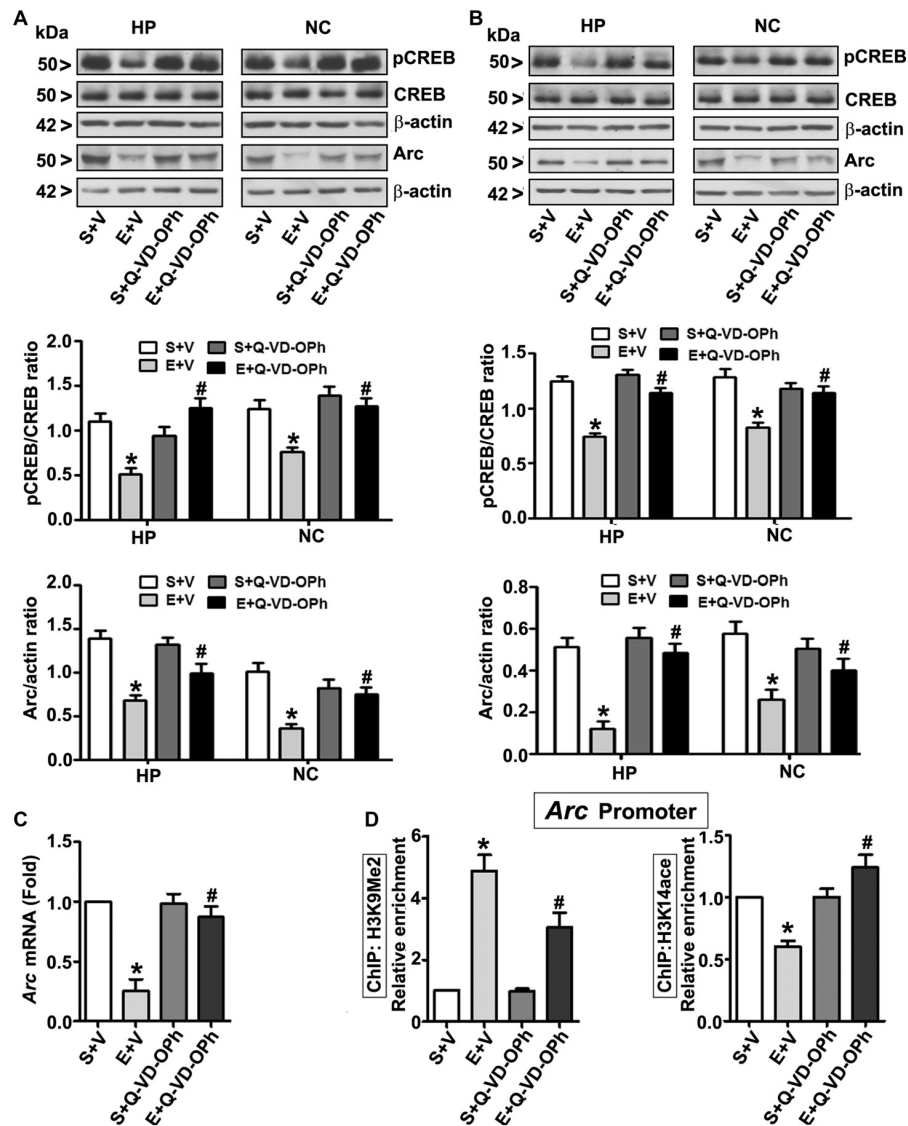 A
kDa
HP
NC
50 >
pCREB
50 >
CREB
42 >
β-actin
50 >
Arc
42 >
β-actin
S+V
E+V
S+Q-VD-OPh
E+Q-VD-OPh
S+V
E+V
S+Q-VD-OPh
E+Q-VD-OPh
pCREB/CREB ratio
2.0
1.5
1.0
0.5
0.0
S+V
S+Q-VD-OPh
E+V
E+Q-VD-OPh
*
#
*
#
HP
NC
Arc/actin ratio
2.0
1.5
1.0
0.5
0.0
S+V
S+Q-VD-OPh
E+V
E+Q-VD-OPh
*
#
*
#
HP
NC
B
kDa
HP
NC
50 >
pCREB
50 >
CREB
42 >
β-actin
50 >
Arc
42 >
β-actin
S+V
E+V
S+Q-VD-OPh
E+Q-VD-OPh
S+V
E+V
S+Q-VD-OPh
E+Q-VD-OPh
pCREB/CREB ratio
1.5
1.2
0.6
0.0
S+V
S+Q-VD-OPh
E+V
E+Q-VD-OPh
*
#
*
#
HP
NC
Arc/actin ratio
0.8
0.6
0.4
0.2
0.0
S+V
S+Q-VD-OPh
E+V
E+Q-VD-OPh
*
#
*
#
HP
NC
C
Arc mRNA (Fold)
1.5
1.0
0.5
0.0
*
#
S+V
E+V
S+Q-VD-OPh
E+Q-VD-OPh
D
Arc Promoter
ChIP: H3K9Me2
Relative enrichment
6
4
2
0
*
#
S+V
E+V
S+Q-VD-OPh
E+Q-VD-OPh
ChIP:H3K14ace
Relative enrichment
1.5
1.0
0.5
0.0
*
#
S+V
E+V
S+Q-VD-OPh
E+Q-VD-OPh